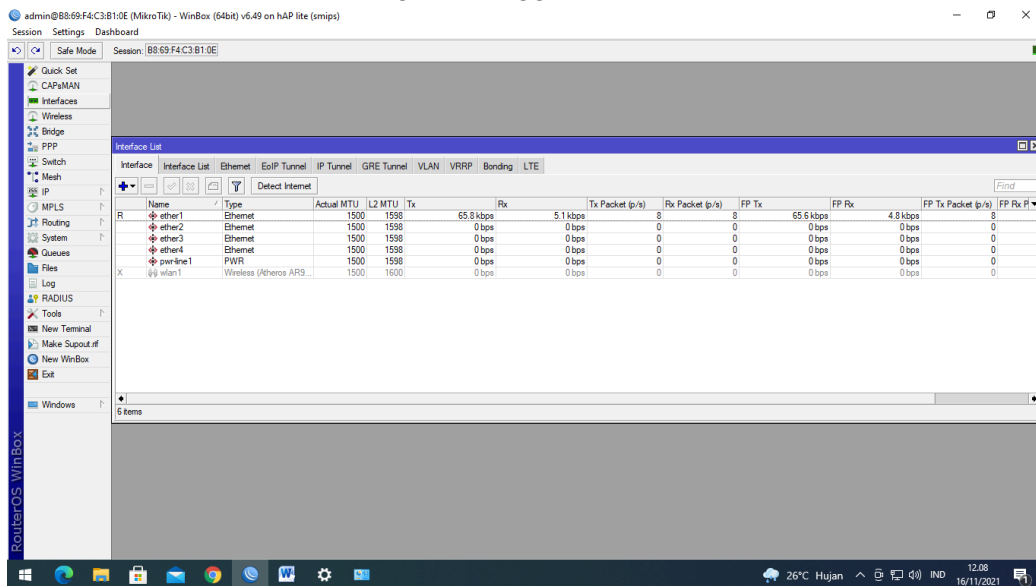 admin@B8:69:F4:C3:B1:0E (MikroTik) - WinBox (64bit) v6.49 on hAP lite (smips)
Session Settings Dashboard
Safe Mode Session: B8:69:F4:C3:B1:0E
Quick Set
CAPsMAN
Interfaces
Wireless
Bridge
PPP
Switch
Mesh
IP
MPLS
Routing
System
Queues
Files
Log
RADIUS
Tools
New Terminal
Make Supout.rif
New WinBox
Exit
Windows
RouterOS WinBox
Interface List
Interface Interface List Ethernet EoIP Tunnel IP Tunnel GRE Tunnel VLAN VRRP Bonding LTE
Detect Internet Find
Name Type Actual MTU L2 MTU Tx Rx Tx Packet (p/s) Rx Packet (p/s) FP Tx FP Rx FP Tx Packet (p/s) FP Rx P
R ether1 Ethernet 1500 1598 65.8 kbps 5.1 kbps 8 8 65.6 kbps 4.8 kbps 8
ether2 Ethernet 1500 1598 0 bps 0 bps 0 0 0 bps 0 bps 0
ether3 Ethernet 1500 1598 0 bps 0 bps 0 0 0 bps 0 bps 0
ether4 Ethernet 1500 1598 0 bps 0 bps 0 0 0 bps 0 bps 0
pwr-line1 PWR 1500 1598 0 bps 0 bps 0 0 0 bps 0 bps 0
X wlan1 Wireless (Atheros AR9... 1500 1600 0 bps 0 bps 0 0 0 bps 0 bps 0
6 items
26°C Hujan IND 12.08
16/11/2021